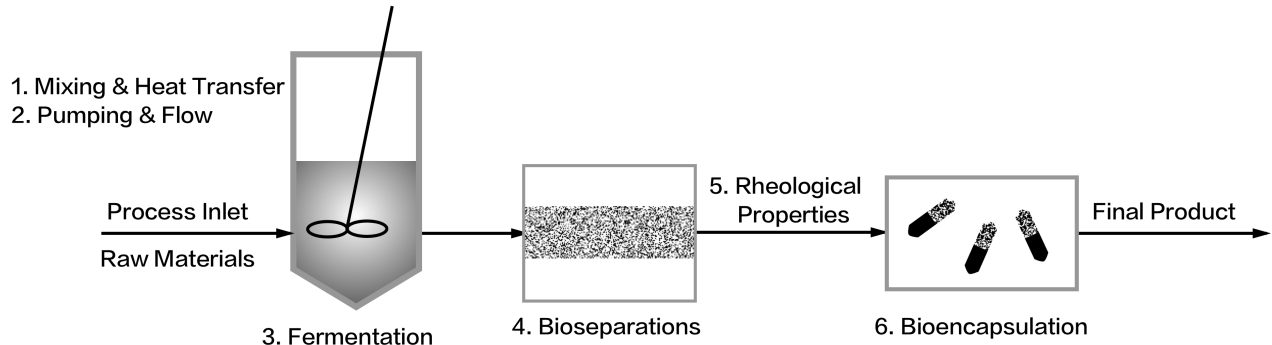 1. Mixing & Heat Transfer
2. Pumping & Flow
Process Inlet
Raw Materials
3. Fermentation
4. Bioseparations
5. Rheological
Properties
6. Bioencapsulation
Final Product